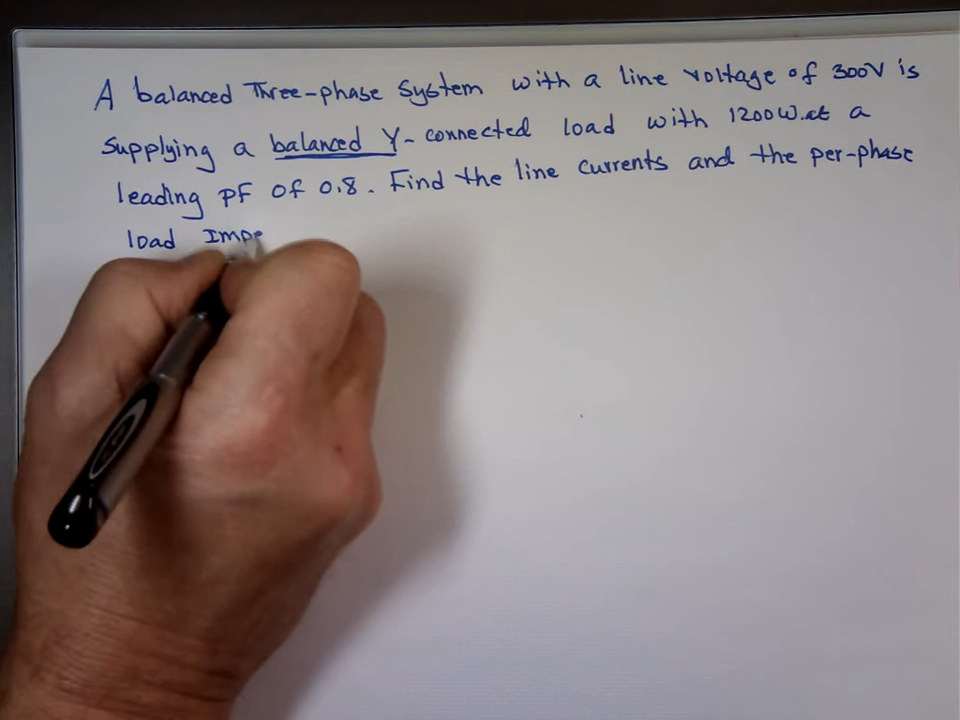 A balanced Three-phase System with a line voltage of 300V is
Supplying a balanced Y-connected load with 1200W.at a
leading PF of 0.8. Find the line currents and the per-phase
load Impe